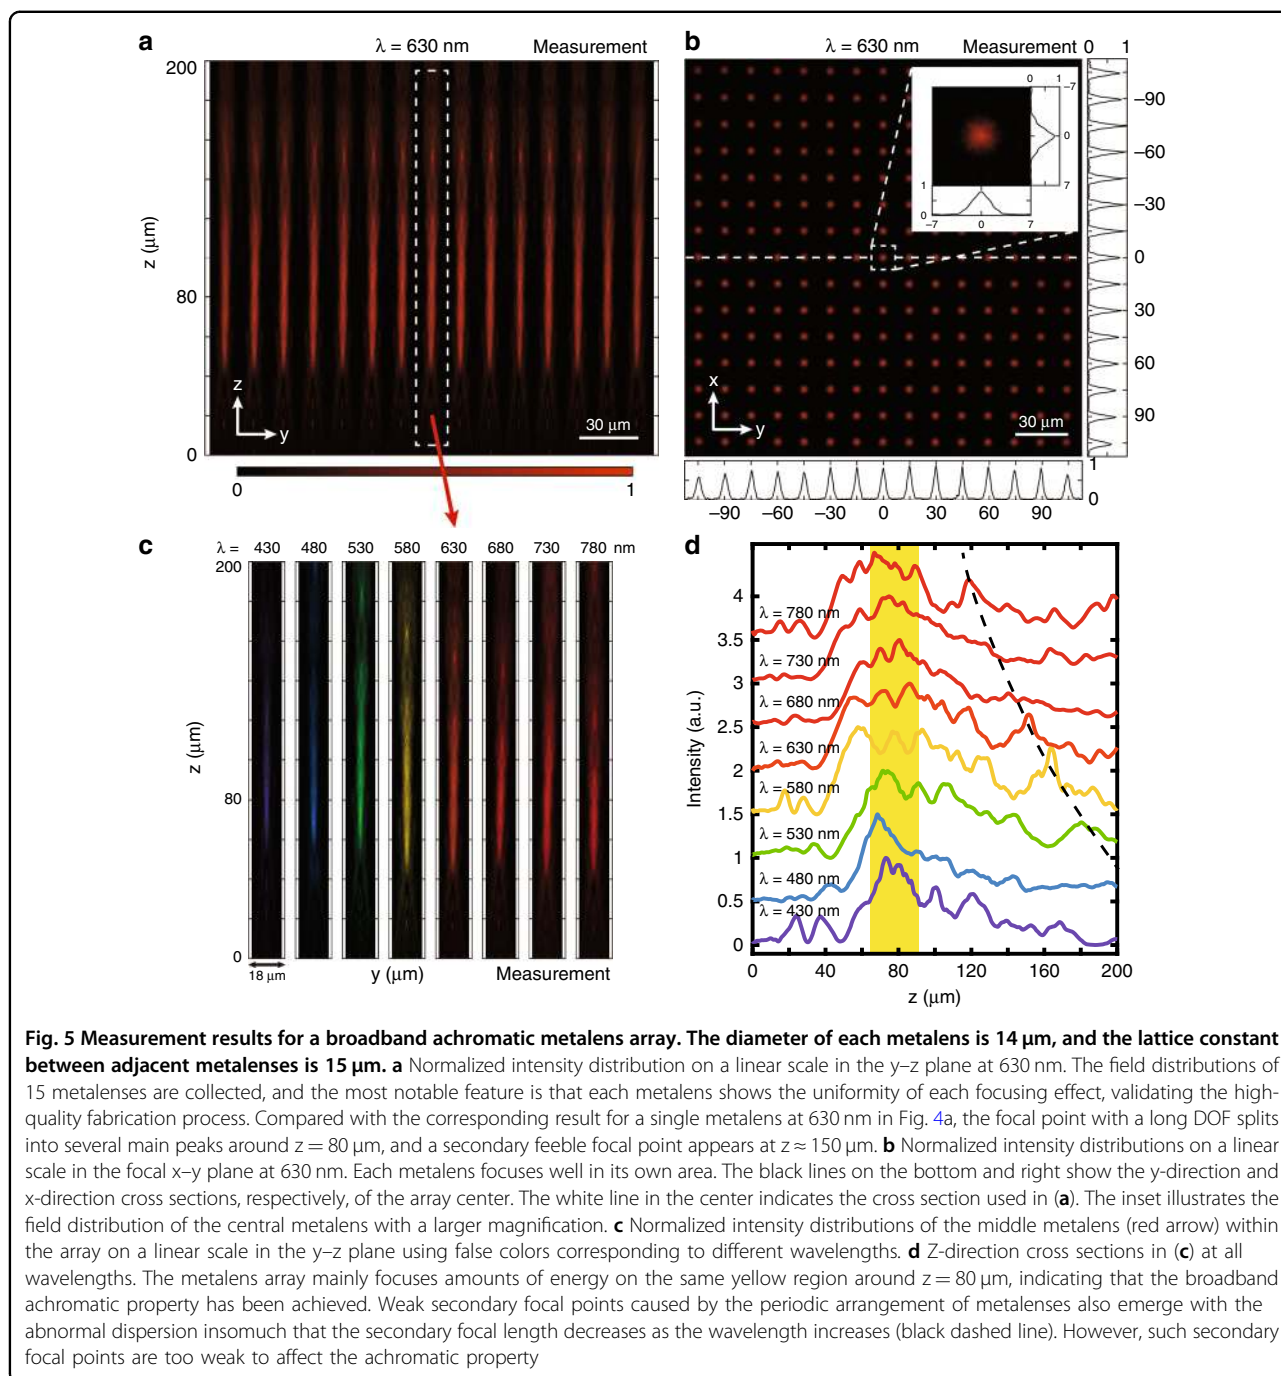 a
λ = 630 nm
Measurement
200
80
0
z (μm)
z
y
30 μm
0
1
b
λ = 630 nm
Measurement
0 1
0 1
−7
0
7
1
0
−7 0 7
x
y
30 μm
−90
−60
−30
0
30
60
90
1
0
−90 −60 −30 0 30 60 90
c
λ = 430 480 530 580 630 680 730 780 nm
200
80
0
z (μm)
18 μm
y (μm)
Measurement
d
4
3.5
3
2.5
2
1.5
1
0.5
0
Intensity (a.u.)
λ = 780 nm
λ = 730 nm
λ = 680 nm
λ = 630 nm
λ = 580 nm
λ = 530 nm
λ = 480 nm
λ = 430 nm
0 40 80 120 160 200
z (μm)
Fig. 5 Measurement results for a broadband achromatic metalens array. The diameter of each metalens is 14 μm, and the lattice constant
between adjacent metalenses is 15 μm. a Normalized intensity distribution on a linear scale in the y–z plane at 630 nm. The field distributions of
15 metalenses are collected, and the most notable feature is that each metalens shows the uniformity of each focusing effect, validating the high-
quality fabrication process. Compared with the corresponding result for a single metalens at 630 nm in Fig. 4a, the focal point with a long DOF splits
into several main peaks around z = 80 μm, and a secondary feeble focal point appears at z ≈ 150 μm. b Normalized intensity distributions on a linear
scale in the focal x–y plane at 630 nm. Each metalens focuses well in its own area. The black lines on the bottom and right show the y-direction and
x-direction cross sections, respectively, of the array center. The white line in the center indicates the cross section used in (a). The inset illustrates the
field distribution of the central metalens with a larger magnification. c Normalized intensity distributions of the middle metalens (red arrow) within
the array on a linear scale in the y–z plane using false colors corresponding to different wavelengths. d Z-direction cross sections in (c) at all
wavelengths. The metalens array mainly focuses amounts of energy on the same yellow region around z = 80 μm, indicating that the broadband
achromatic property has been achieved. Weak secondary focal points caused by the periodic arrangement of metalenses also emerge with the
abnormal dispersion insomuch that the secondary focal length decreases as the wavelength increases (black dashed line). However, such secondary
focal points are too weak to affect the achromatic property